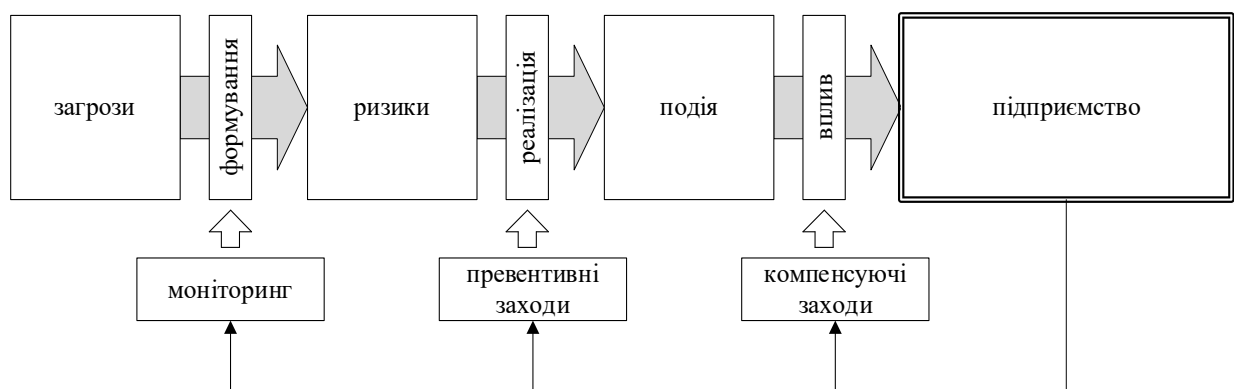 загрози
формування
ризики
реалізація
подія
вплив
підприємство
моніторинг
превентивні
заходи
компенсуючі
заходи